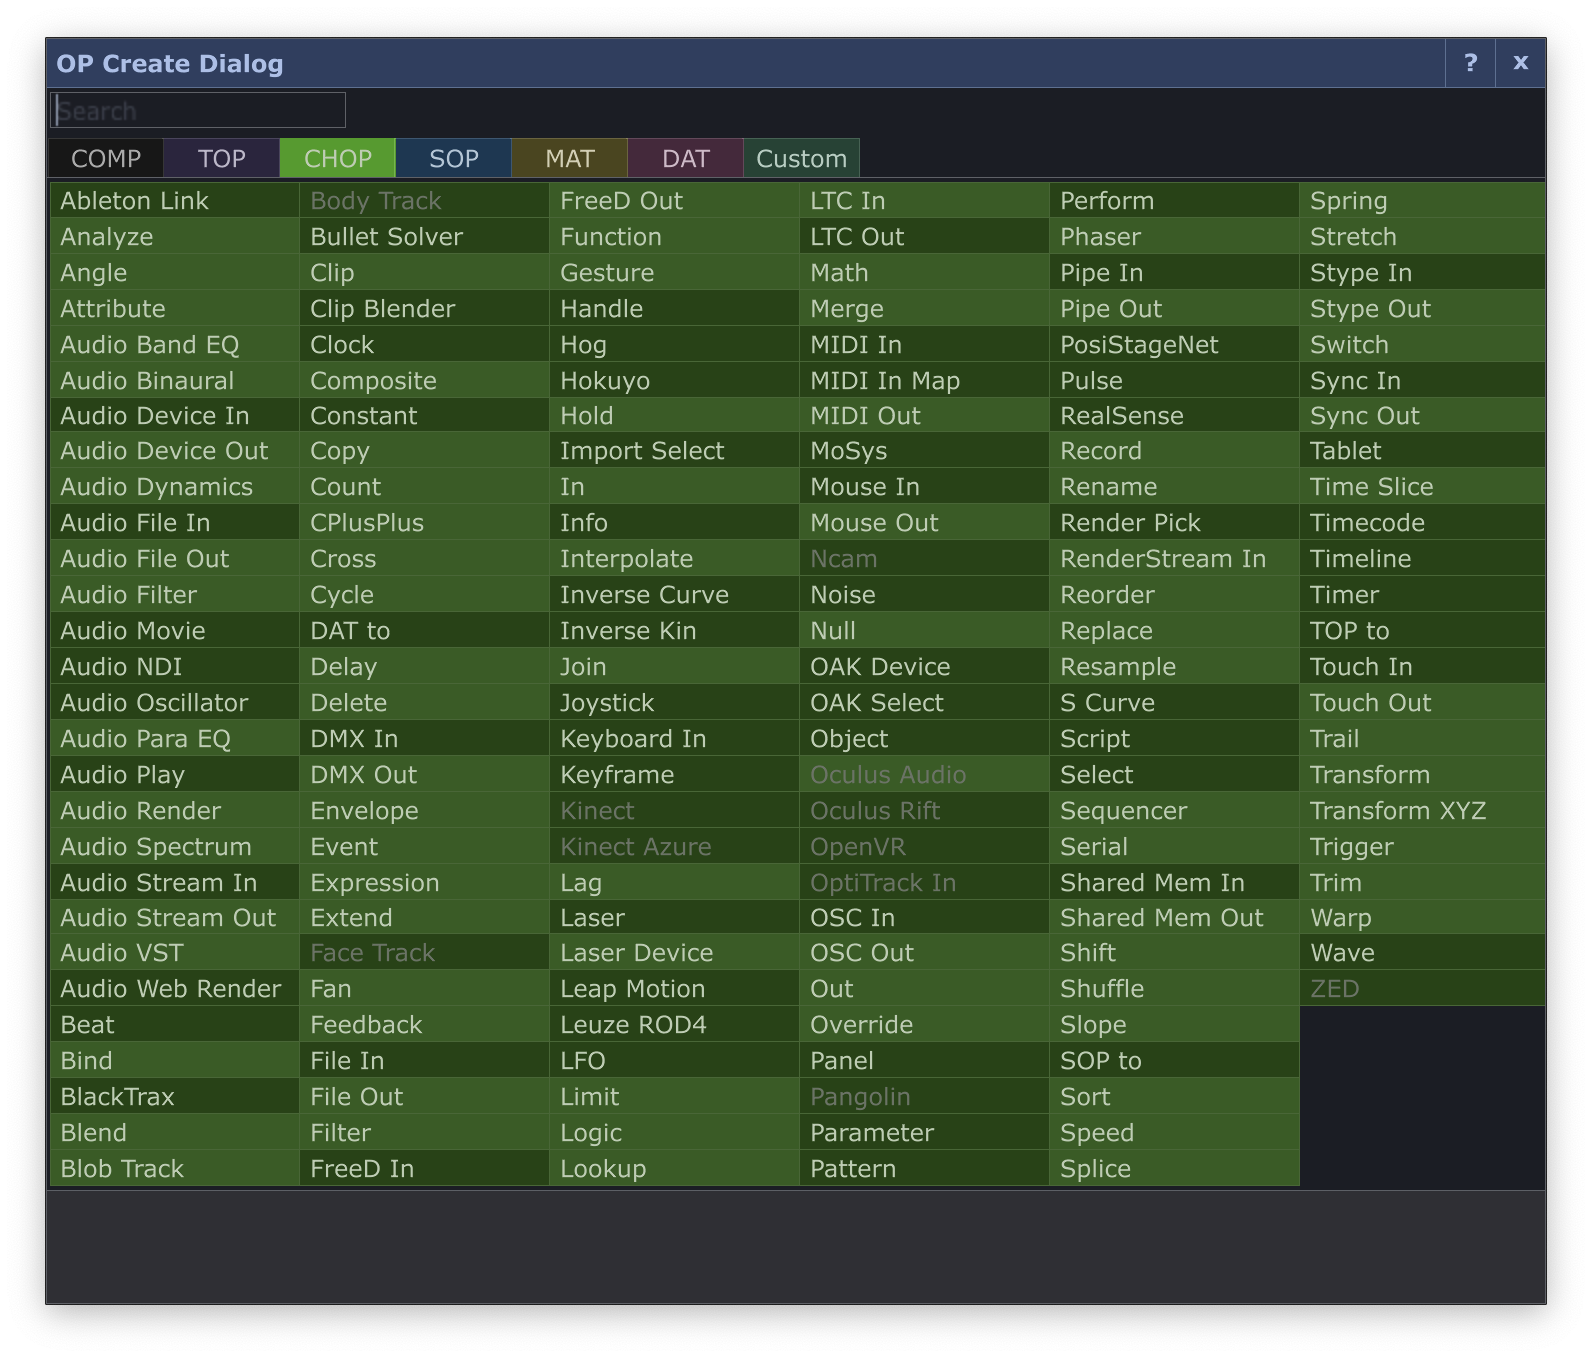 OP Create Dialog ? x
Search
COMP TOP CHOP SOP MAT DAT Custom
Ableton Link Body Track FreeD Out LTC In Perform Spring
Analyze Bullet Solver Function LTC Out Phaser Stretch
Angle Clip Gesture Math Pipe In Stype In
Attribute Clip Blender Handle Merge Pipe Out Stype Out
Audio Band EQ Clock Hog MIDI In PosiStageNet Switch
Audio Binaural Composite Hokuyo MIDI In Map Pulse Sync In
Audio Device In Constant Hold MIDI Out RealSense Sync Out
Audio Device Out Copy Import Select MoSys Record Tablet
Audio Dynamics Count In Mouse In Rename Time Slice
Audio File In CPlusPlus Info Mouse Out Render Pick Timecode
Audio File Out Cross Interpolate Ncam RenderStream In Timeline
Audio Filter Cycle Inverse Curve Noise Reorder Timer
Audio Movie DAT to Inverse Kin Null Replace TOP to
Audio NDI Delay Join OAK Device Resample Touch In
Audio Oscillator Delete Joystick OAK Select S Curve Touch Out
Audio Para EQ DMX In Keyboard In Object Script Trail
Audio Play DMX Out Keyframe Oculus Audio Select Transform
Audio Render Envelope Kinect Oculus Rift Sequencer Transform XYZ
Audio Spectrum Event Kinect Azure OpenVR Serial Trigger
Audio Stream In Expression Lag OptiTrack In Shared Mem In Trim
Audio Stream Out Extend Laser OSC In Shared Mem Out Warp
Audio VST Face Track Laser Device OSC Out Shift Wave
Audio Web Render Fan Leap Motion Out Shuffle ZED
Beat Feedback Leuze ROD4 Override Slope
Bind File In LFO Panel SOP to
BlackTrax File Out Limit Pangolin Sort
Blend Filter Logic Parameter Speed
Blob Track FreeD In Lookup Pattern Splice